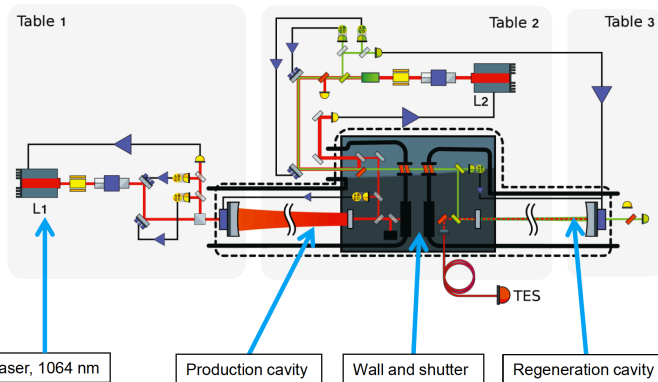 Table 1
Table 2
Table 3
L2
L1
TES
aser, 1064 nm
Production cavity
Wall and shutter
Regeneration cavity